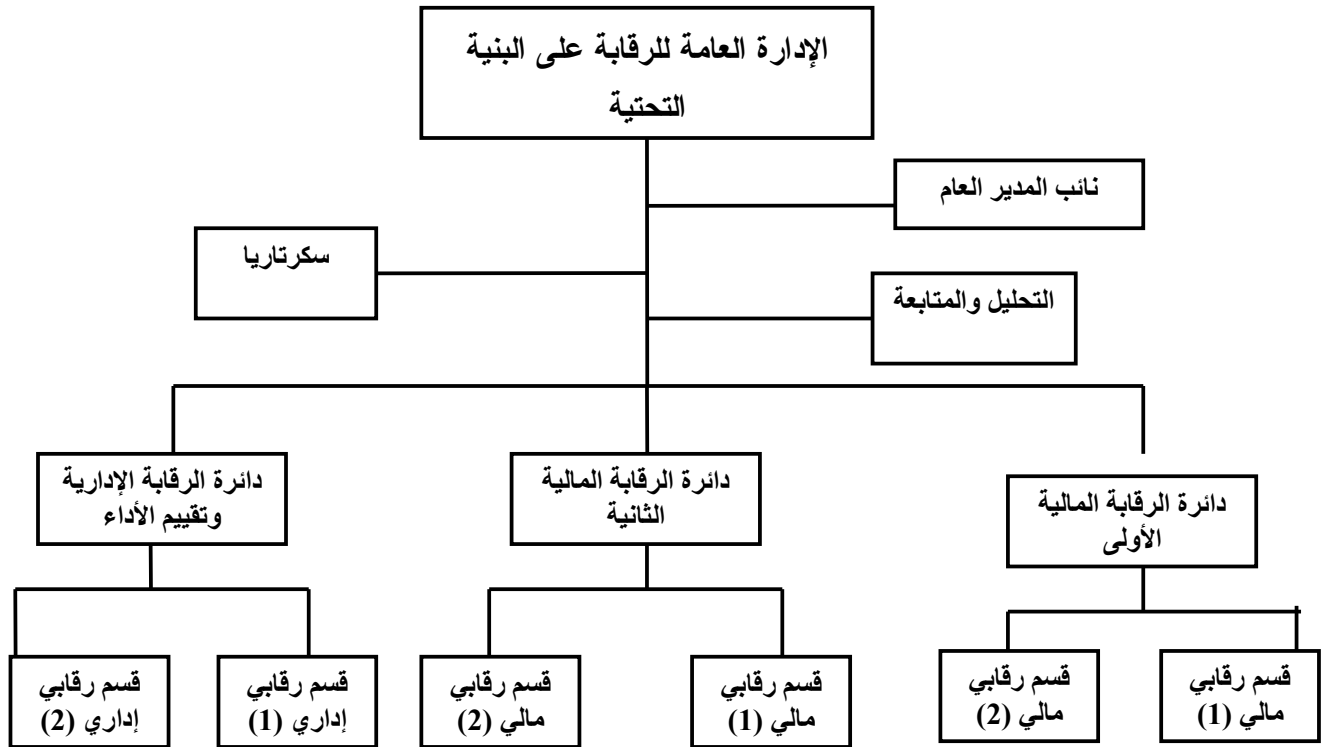 الإدارة العامة للرقابة على البنية
التحتية
نائب المدير العام
سكرتاريا
التحليل والمتابعة
دائرة الرقابة المالية
الأولى
دائرة الرقابة المالية
الثانية
دائرة الرقابة الإدارية
وتقييم الأداء
قسم رقابي
مالي (1)
قسم رقابي
مالي (2)
قسم رقابي
مالي (1)
قسم رقابي
مالي (2)
قسم رقابي
إداري (1)
قسم رقابي
إداري (2)